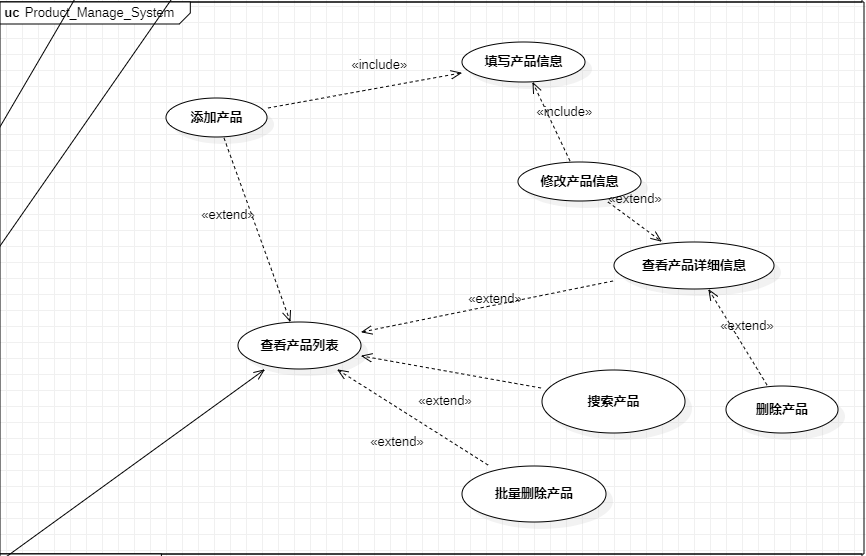 uc Product_Manage_System
填写产品信息
«include»
添加产品
«include»
修改产品信息
«extend»
«extend»
查看产品详细信息
«extend»
«extend»
查看产品列表
«extend»
搜索产品
删除产品
«extend»
批量删除产品